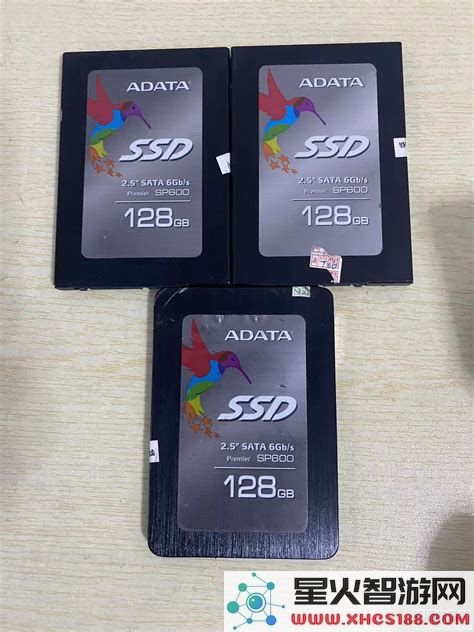 ADATA
SSD
2.5" SATA 6Gb/s
Premier SP600
128GB
ADATA
SSD
2.5" SATA 6Gb/s
Premier SP600
128GB
ADATA
SSD
2.5" SATA 6Gb/s
Premier SP600
128GB
星火智游网
WWW.XHCS188.COM